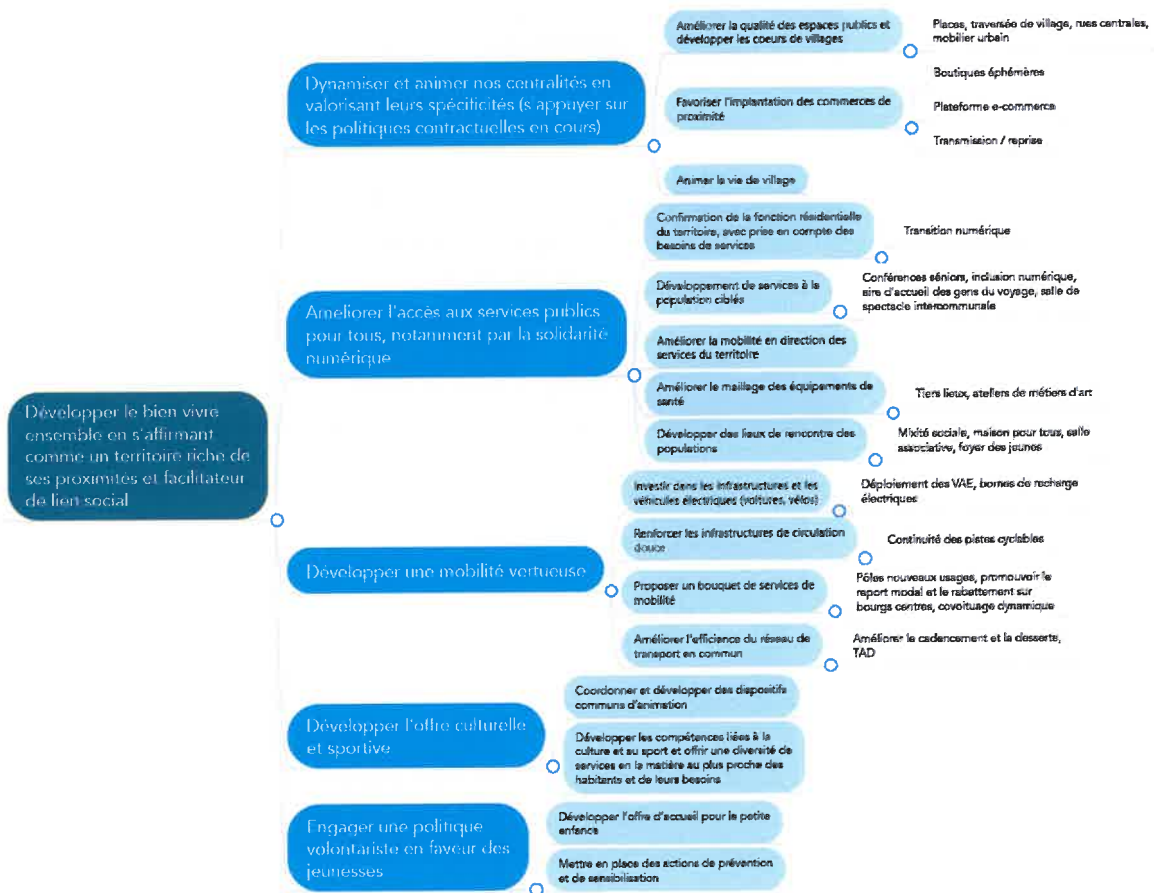 Développer le bien vivre
ensemble en s'affirmant
comme un territoire riche de
ses proximités et facilitateur
de lien social
Dynamiser et animer nos centralités en
valorisant leurs spécificités (s appuyer sur
les politiques contractuelles en cours)
Améliorer la qualité des espaces publics et
développer les coeurs de villages
Places, traversée de village, rues centrales,
mobilier urbain
Favoriser l'implantation des commerces de
proximité
Boutiques éphémères
Plateforme e-commerce
Transmission / reprise
Animer la vie de village
Améliorer l'accès aux services publics
pour tous, notamment par la solidarité
numérique
Confirmation de la fonction résidentielle
du territoire, avec prise en compte des
besoins de services
Transition numérique
Développement de services à la
population ciblés
Conférences séniors, inclusion numérique,
aire d'accueil des gens du voyage, salle de
spectacle intercommunale
Améliorer la mobilité en direction des
services du territoire
Améliorer le maillage des équipements de
santé
Tiers lieux, ateliers de métiers d'art
Développer des lieux de rencontre des
populations
Mixité sociale, maison pour tous, salle
associative, foyer des jeunes
Développer une mobilité vertueuse
Investir dans les infrastructures et les
véhicules électriques (voitures, vélos)
Déploiement des VAE, bornes de recharge
électriques
Renforcer les infrastructures de circulation
douce
Continuité des pistes cyclables
Proposer un bouquet de services de
mobilité
Pôles nouveaux usages, promouvoir le
report modal et le rabattement sur
bourgs centres, covoituage dynamique
Améliorer l'efficience du réseau de
transport en commun
Améliorer le cadencement et la desserte,
TAD
Développer l'offre culturelle
et sportive
Coordonner et développer des dispositifs
communs d'animation
Développer les compétences liées à la
culture et au sport et offrir une diversité de
services en la matière au plus proche des
habitants et de leurs besoins
Engager une politique
volontariste en faveur des
jeunesses
Développer l'offre d'accueil pour la petite
enfance
Mettre en place des actions de prévention
et de sensibilisation